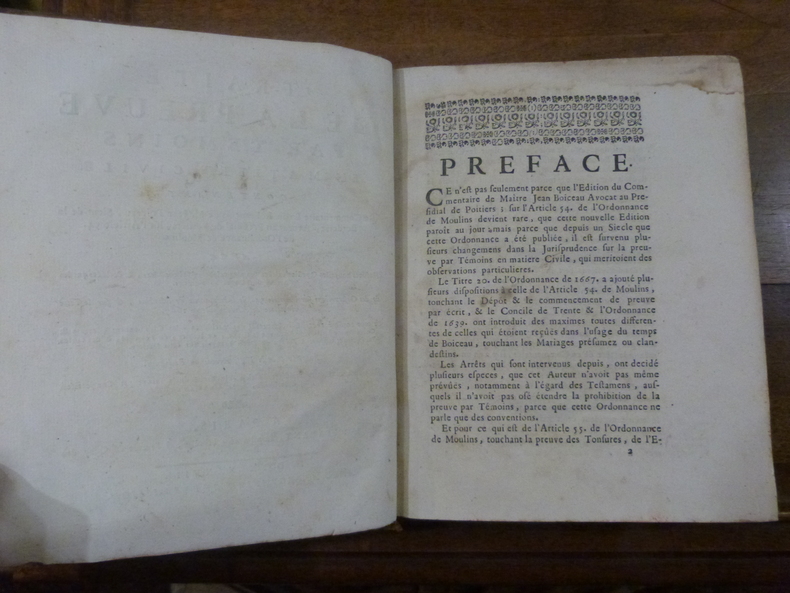 PREFACE.
CE n'est pas seulement parce que l'Edition du Com-
mentaire de Maître Jean Boiceau Avocat au Pre-
sidial de Poitiers : sur l'Article 54. de l'Ordonnance
de Moulins devient rare, que cette nouvelle Edition
paroît au jour, mais parce que depuis un Siecle que
cette Ordonnance a été publiée, il est survenu plu-
sieurs changemens dans la Jurisprudence sur la preu-
ve par Témoins en matiere Civile, qui meritoient des
observations particulieres.
Le Titre 20. de l'Ordonnance de 1667. a ajouté plu-
sieurs dispositions à celle de l'Article 54. de Moulins,
touchant le Dépôt & le commencement de preuve
par écrit, & le Concile de Trente & l'Ordonnance
de 1639. ont introduit des maximes toutes differen-
tes de celles qui étoient reçûës dans l'usage du temps
de Boiceau, touchant les Mariages présumez ou clan-
destins.
Les Arrêts qui sont intervenus depuis, ont decidé
plusieurs especes, que cet Auteur n'avoit pas même
prévûës, notamment à l'égard des Testamens, aus-
quels il n'avoit pas osé étendre la prohibition de la
preuve par Témoins, parce que cette Ordonnance ne
parle que des conventions.
Et pour ce qui est de l'Article 55. de l'Ordonnance
de Moulins, touchant la preuve des Tonsures, de l'E-
a